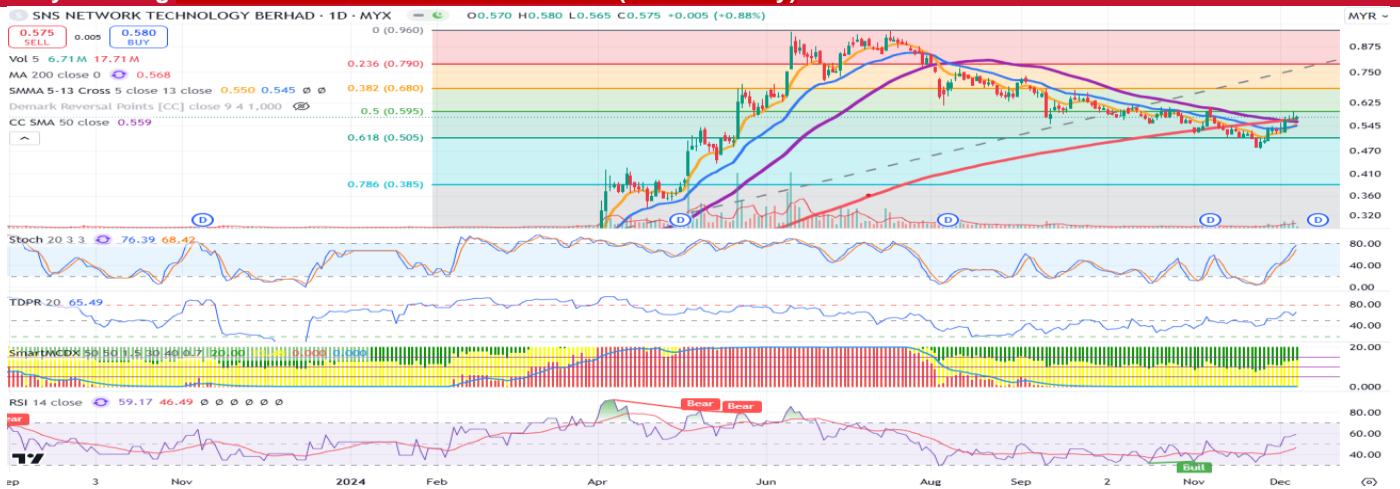 SNS NETWORK TECHNOLOGY BERHAD · 1D · MYX O0.570 H0.580 L0.565 C0.575 +0.005 (+0.88%) MYR
0.575 SELL 0.005 0.580 BUY
Vol 5 6.71M 17.71M
MA 200 close 0 0.568
SMMA 5-13 Cross 5 close 13 close 0.550 0.545 ø ø
Demark Reversal Points [CC] close 9 4 1,000
CC SMA 50 close 0.559
0 (0.960)
0.236 (0.790)
0.382 (0.680)
0.5 (0.595)
0.618 (0.505)
0.786 (0.385)
0.875
0.750
0.625
0.545
0.470
0.410
0.360
0.320
D D D D D
Stoch 20 3 3 76.39 68.42
80.00
40.00
0.00
TDPR 20 65.49
80.00
40.00
SmartMCDX 50 50 1.5 30 40 0.7 20.00 0.000 0.000
20.00
0.000
RSI 14 close 59.17 46.49 ø ø ø ø ø ø
Bear Bear
Bull
80.00
60.00
40.00
3 Nov 2024 Feb Apr Jun Aug Sep 2 Nov Dec